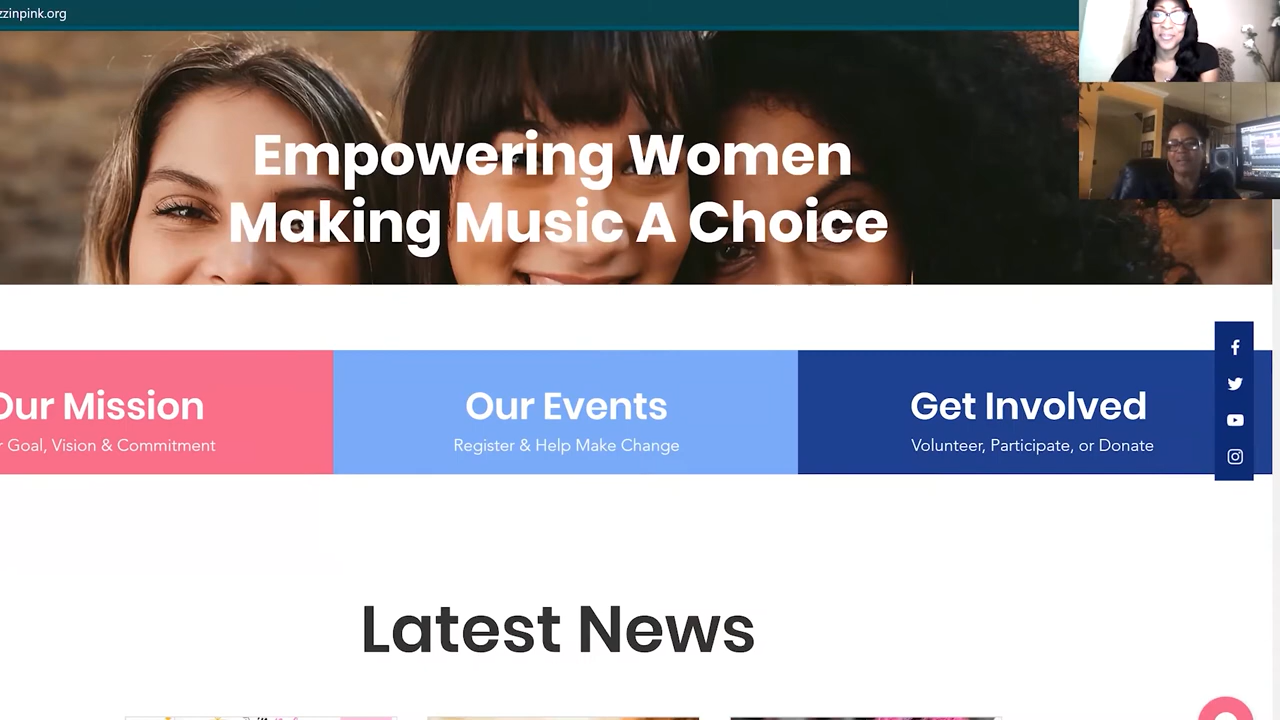 zzinpink.org
Empowering Women
Making Music A Choice
Our Mission
Goal, Vision & Commitment
Our Events
Register & Help Make Change
Get Involved
Volunteer, Participate, or Donate
Latest News